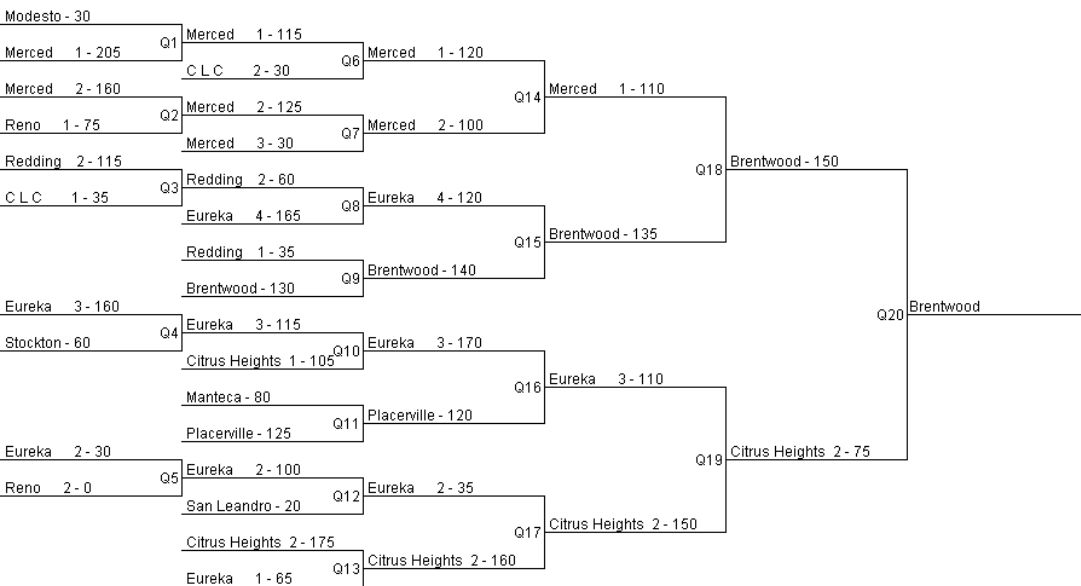 Modesto - 30
Merced 1 - 205
Q1
Merced 1 - 115
C L C 2 - 30
Q6
Merced 1 - 120
Merced 2 - 160
Reno 1 - 75
Q2
Merced 2 - 125
Merced 3 - 30
Q7
Merced 2 - 100
Q14
Merced 1 - 110
Redding 2 - 115
C L C 1 - 35
Q3
Redding 2 - 60
Eureka 4 - 165
Q8
Eureka 4 - 120
Redding 1 - 35
Brentwood - 130
Q9
Brentwood - 140
Q15
Brentwood - 135
Q18
Brentwood - 150
Eureka 3 - 160
Stockton - 60
Q4
Eureka 3 - 115
Citrus Heights 1 - 105
Q10
Eureka 3 - 170
Manteca - 80
Placerville - 125
Q11
Placerville - 120
Q16
Eureka 3 - 110
Eureka 2 - 30
Reno 2 - 0
Q5
Eureka 2 - 100
San Leandro - 20
Q12
Eureka 2 - 35
Citrus Heights 2 - 175
Eureka 1 - 65
Q13
Citrus Heights 2 - 160
Q17
Citrus Heights 2 - 150
Q19
Citrus Heights 2 - 75
Q20
Brentwood